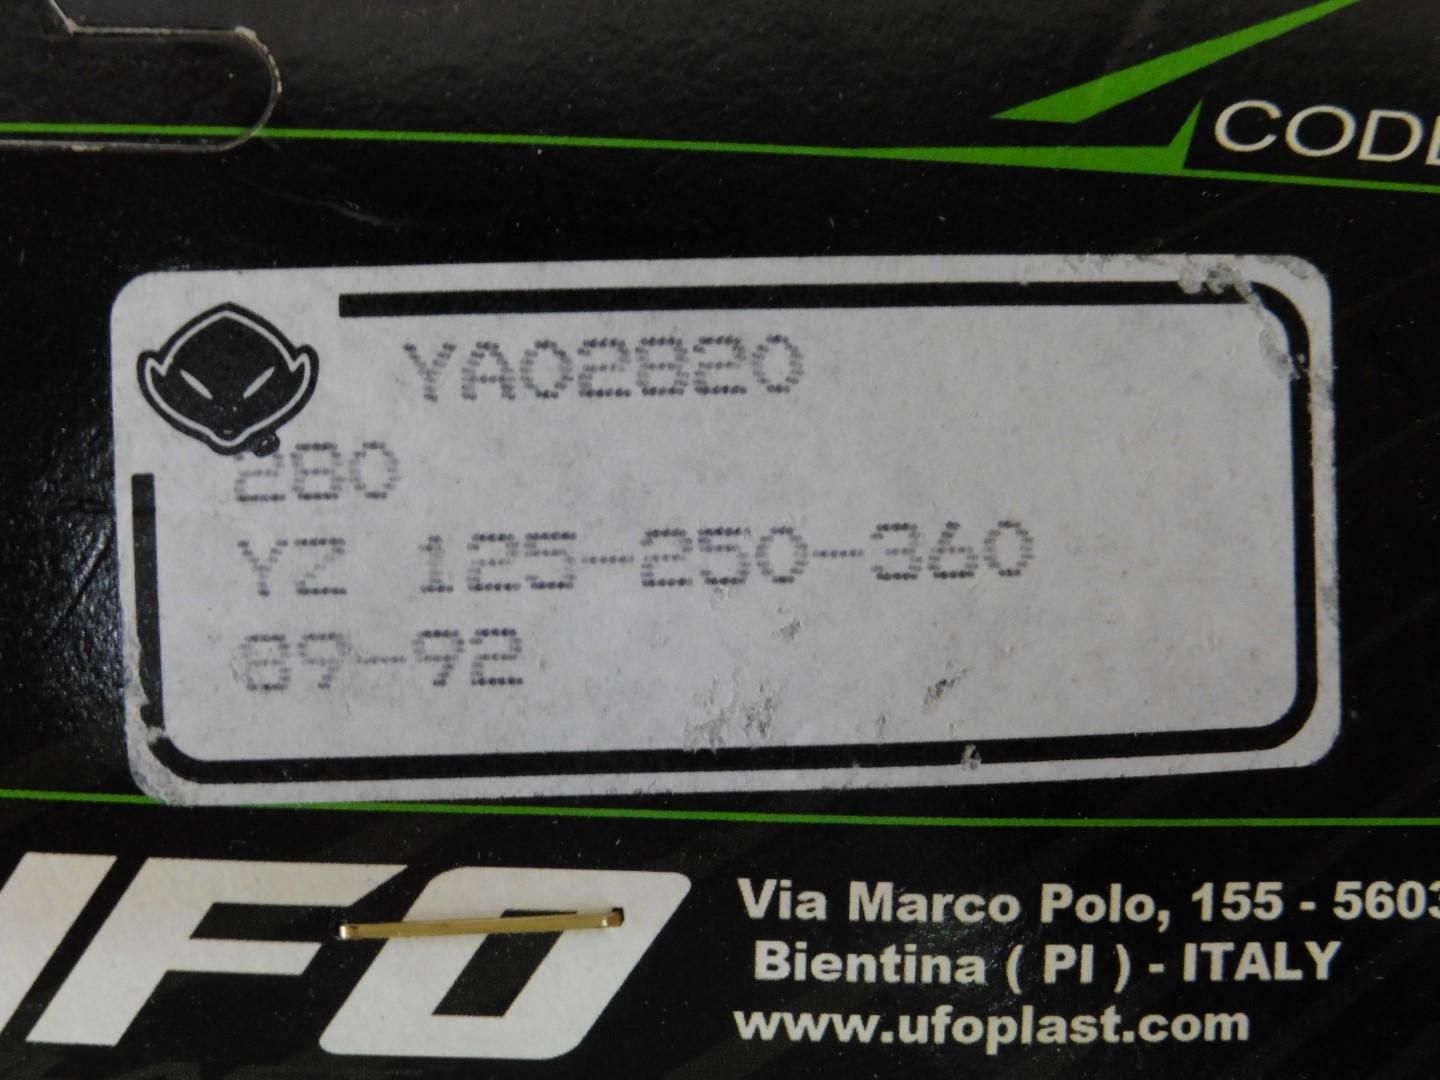 CODE
YA02820
280
YZ 125-250-360
89-92
UFO
Via Marco Polo, 155 - 5603
Bientina ( PI ) - ITALY
www.ufoplast.com